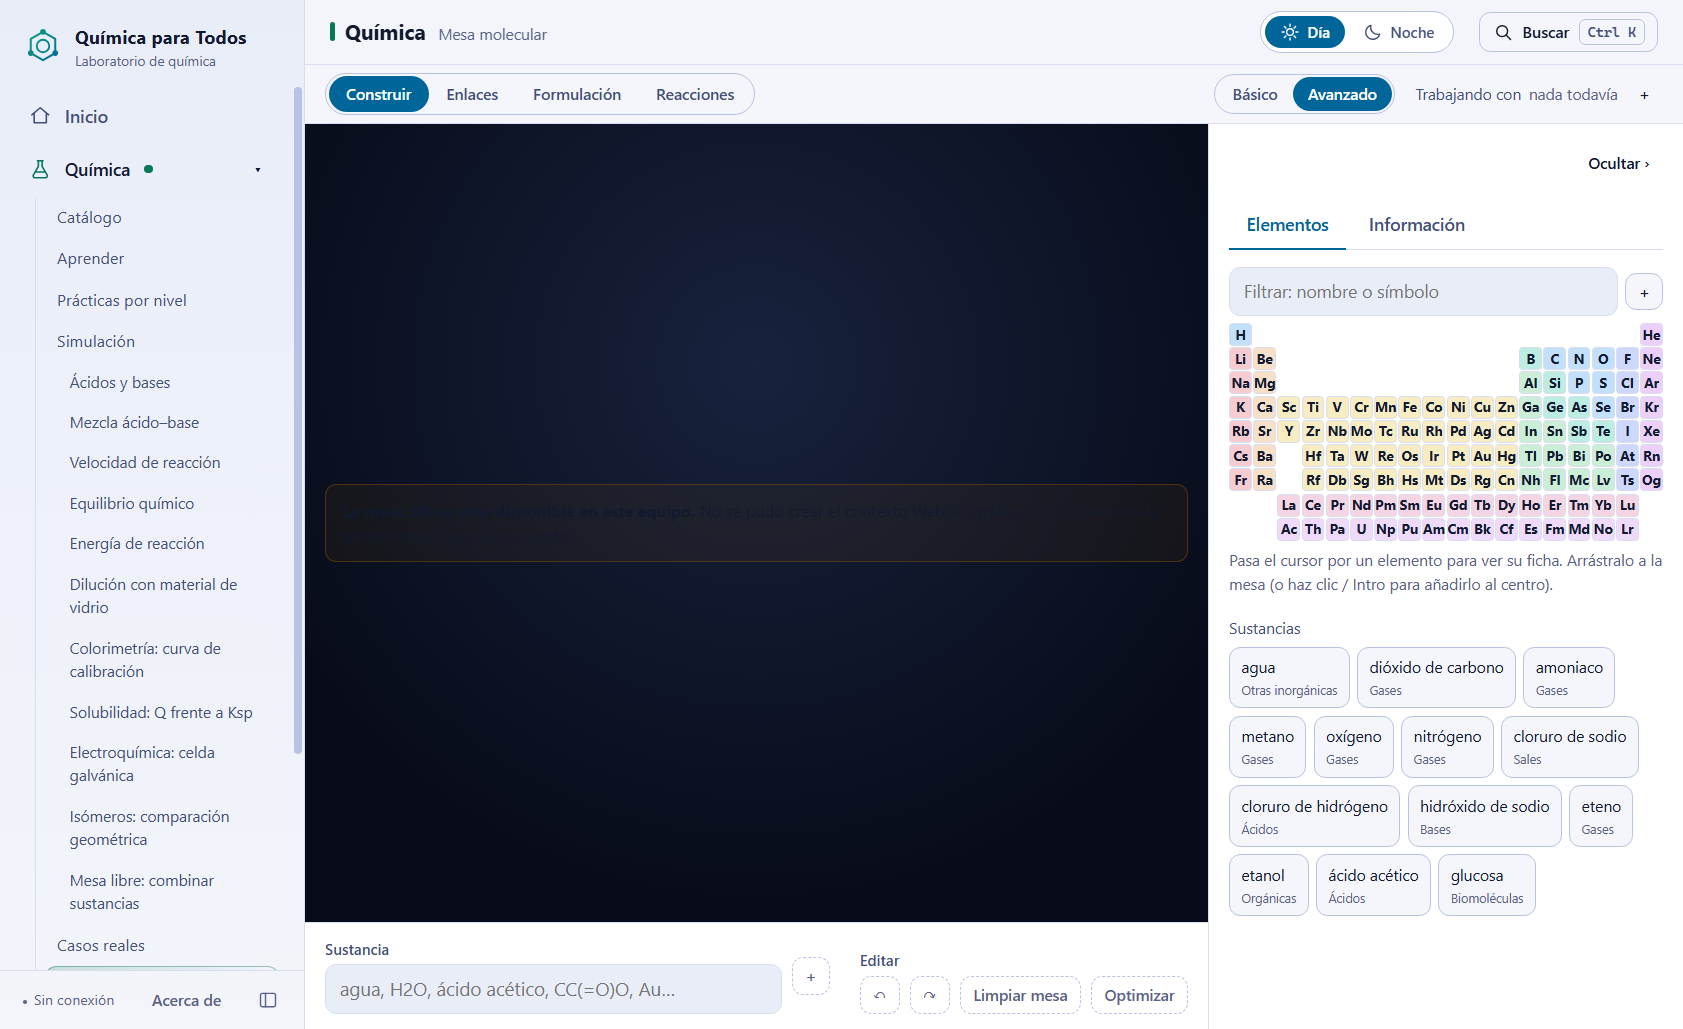 Química para Todos
Laboratorio de química
Inicio
Química
Catálogo
Aprender
Prácticas por nivel
Simulación
Ácidos y bases
Mezcla ácido–base
Velocidad de reacción
Equilibrio químico
Energía de reacción
Dilución con material de
vidrio
Colorimetría: curva de
calibración
Solubilidad: Q frente a Ksp
Electroquímica: celda
galvánica
Isómeros: comparación
geométrica
Mesa libre: combinar
sustancias
Casos reales
Sin conexión
Acerca de
Química Mesa molecular
Día Noche
Buscar Ctrl K
Construir Enlaces Formulación Reacciones
Básico Avanzado Trabajando con nada todavía +
disponible en este equipo. No se pudo crear el contexto
Sustancia
agua, H2O, ácido acético, CC(=O)O, Au...
+
Editar
Limpiar mesa
Optimizar
Ocultar ›
Elementos Información
Filtrar: nombre o símbolo
+
H He
Li Be B C N O F Ne
Na Mg Al Si P S Cl Ar
K Ca Sc Ti V Cr Mn Fe Co Ni Cu Zn Ga Ge As Se Br Kr
Rb Sr Y Zr Nb Mo Tc Ru Rh Pd Ag Cd In Sn Sb Te I Xe
Cs Ba Hf Ta W Re Os Ir Pt Au Hg Tl Pb Bi Po At Rn
Fr Ra Rf Db Sg Bh Hs Mt Ds Rg Cn Nh Fl Mc Lv Ts Og
La Ce Pr Nd Pm Sm Eu Gd Tb Dy Ho Er Tm Yb Lu
Ac Th Pa U Np Pu Am Cm Bk Cf Es Fm Md No Lr
Pasa el cursor por un elemento para ver su ficha. Arrástralo a la
mesa (o haz clic / Intro para añadirlo al centro).
Sustancias
agua
Otras inorgánicas
dióxido de carbono
Gases
amoniaco
Gases
metano
Gases
oxígeno
Gases
nitrógeno
Gases
cloruro de sodio
Sales
cloruro de hidrógeno
Ácidos
hidróxido de sodio
Bases
eteno
Gases
etanol
Orgánicas
ácido acético
Ácidos
glucosa
Biomoléculas